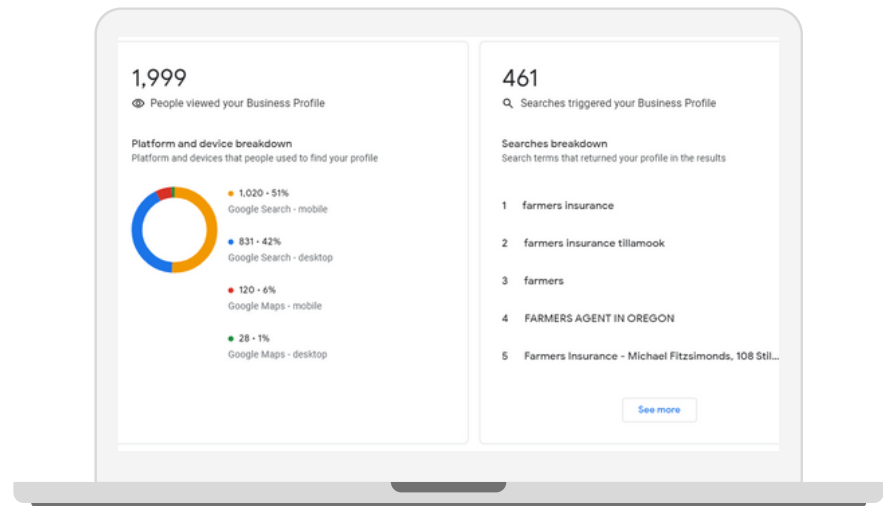 1,999
People viewed your Business Profile
Platform and device breakdown
Platform and devices that people used to find your profile
1,020 · 51%
Google Search - mobile
831 · 42%
Google Search - desktop
120 · 6%
Google Maps - mobile
28 · 1%
Google Maps - desktop
461
Searches triggered your Business Profile
Searches breakdown
Search terms that returned your profile in the results
1 farmers insurance
2 farmers insurance tillamook
3 farmers
4 FARMERS AGENT IN OREGON
5 Farmers Insurance - Michael Fitzsimonds, 108 Stil...
See more